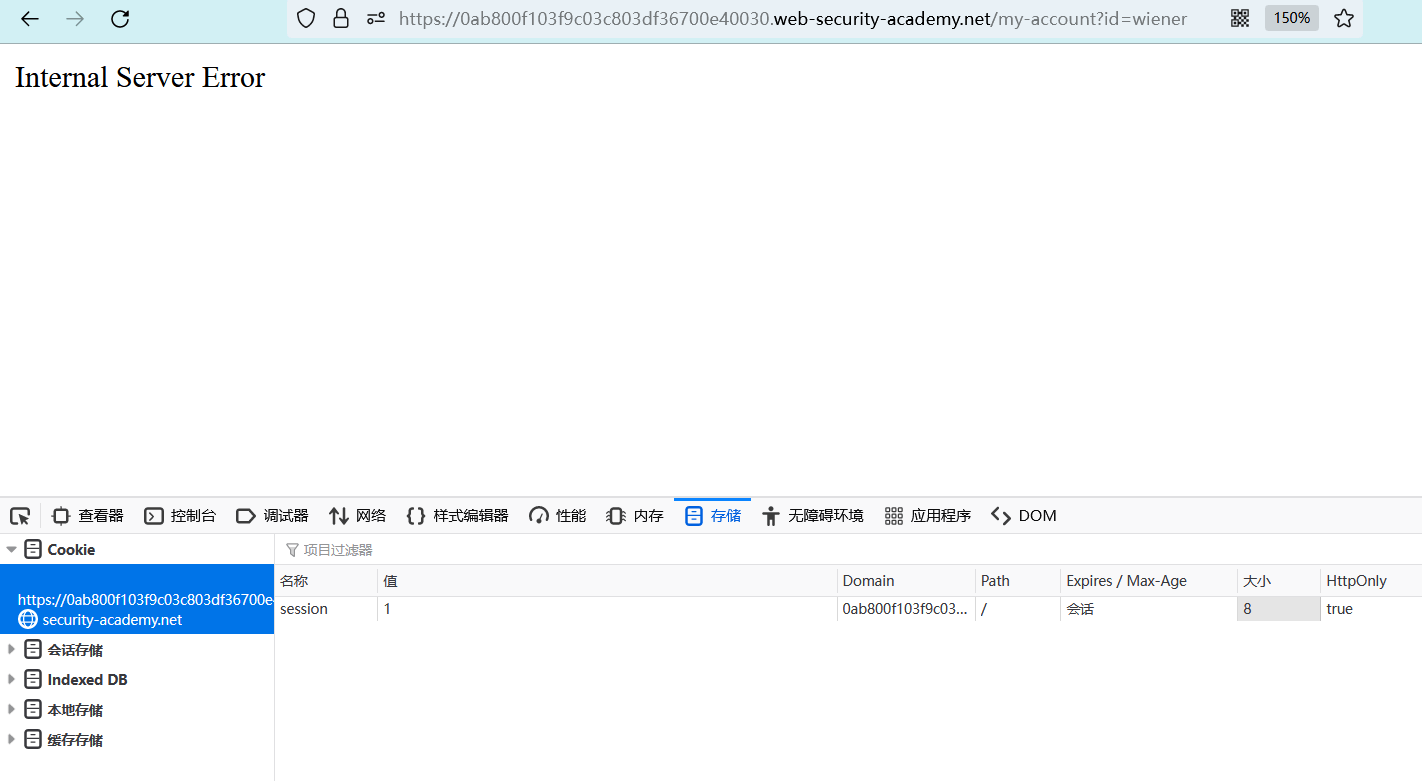 https://0ab800f103f9c03c803df36700e40030.web-security-academy.net/my-account?id=wiener 150%
Internal Server Error
查看器 控制台 调试器 网络 样式编辑器 性能 内存 存储 无障碍环境 应用程序 DOM
Cookie 项目过滤器
名称 值 Domain Path Expires / Max-Age 大小 HttpOnly
https://0ab800f103f9c03c803df36700e
security-academy.net
session 1 0ab800f103f9c03... / 会话 8 true
会话存储
Indexed DB
本地存储
缓存存储